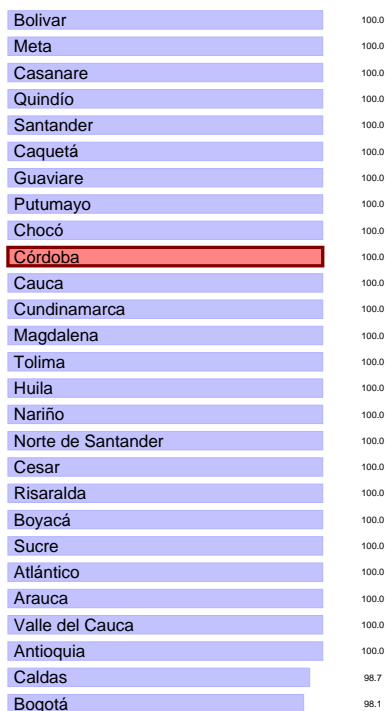 Bolivar 100.0
Meta 100.0
Casanare 100.0
Quindío 100.0
Santander 100.0
Caquetá 100.0
Guaviare 100.0
Putumayo 100.0
Chocó 100.0
Córdoba 100.0
Cauca 100.0
Cundinamarca 100.0
Magdalena 100.0
Tolima 100.0
Huila 100.0
Nariño 100.0
Norte de Santander 100.0
Cesar 100.0
Risaralda 100.0
Boyacá 100.0
Sucre 100.0
Atlántico 100.0
Arauca 100.0
Valle del Cauca 100.0
Antioquia 100.0
Caldas 98.7
Bogotá 98.1